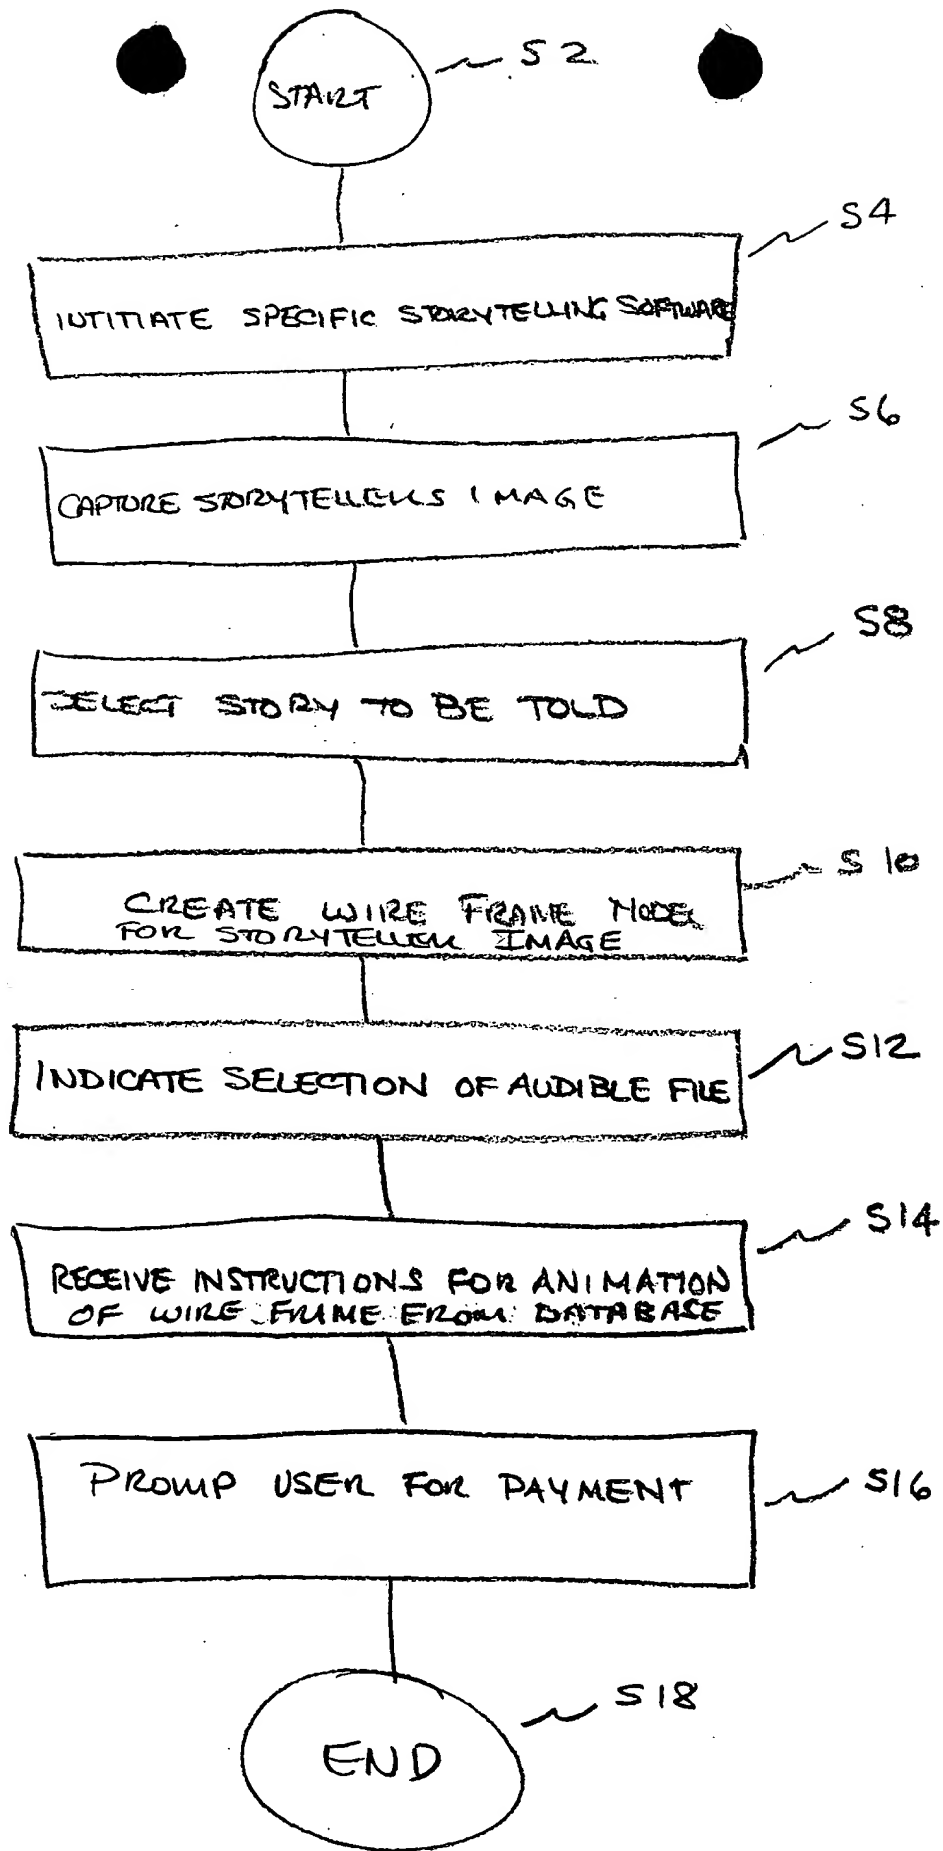 START
S2
S4
INTITIATE SPECIFIC STORYTELLING SOFTWARE
S6
CAPTURE STORYTELLERS IMAGE
S8
SELECT STORY TO BE TOLD
S10
CREATE WIRE FRAME MODEL
FOR STORYTELLER IMAGE
S12
INDICATE SELECTION OF AUDIBLE FILE
S14
RECEIVE INSTRUCTIONS FOR ANIMATION
OF WIRE FRAME FROM DATABASE
PROMP USER FOR PAYMENT
S16
S18
END